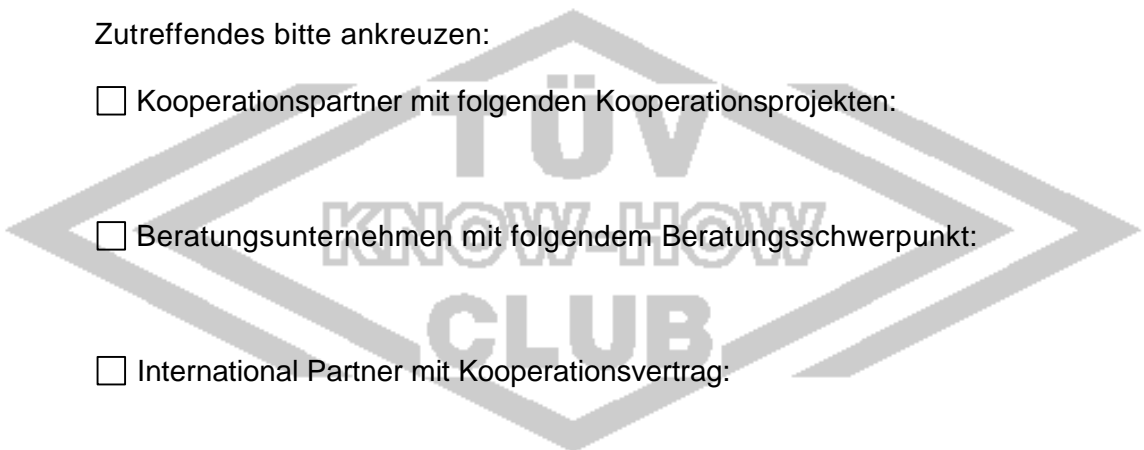 Zutreffendes bitte ankreuzen:
Kooperationspartner mit folgenden Kooperationsprojekten:
TÜV
Beratungsunternehmen mit folgendem Beratungsschwerpunkt:
KNOW-HOW
CLUB
International Partner mit Kooperationsvertrag: